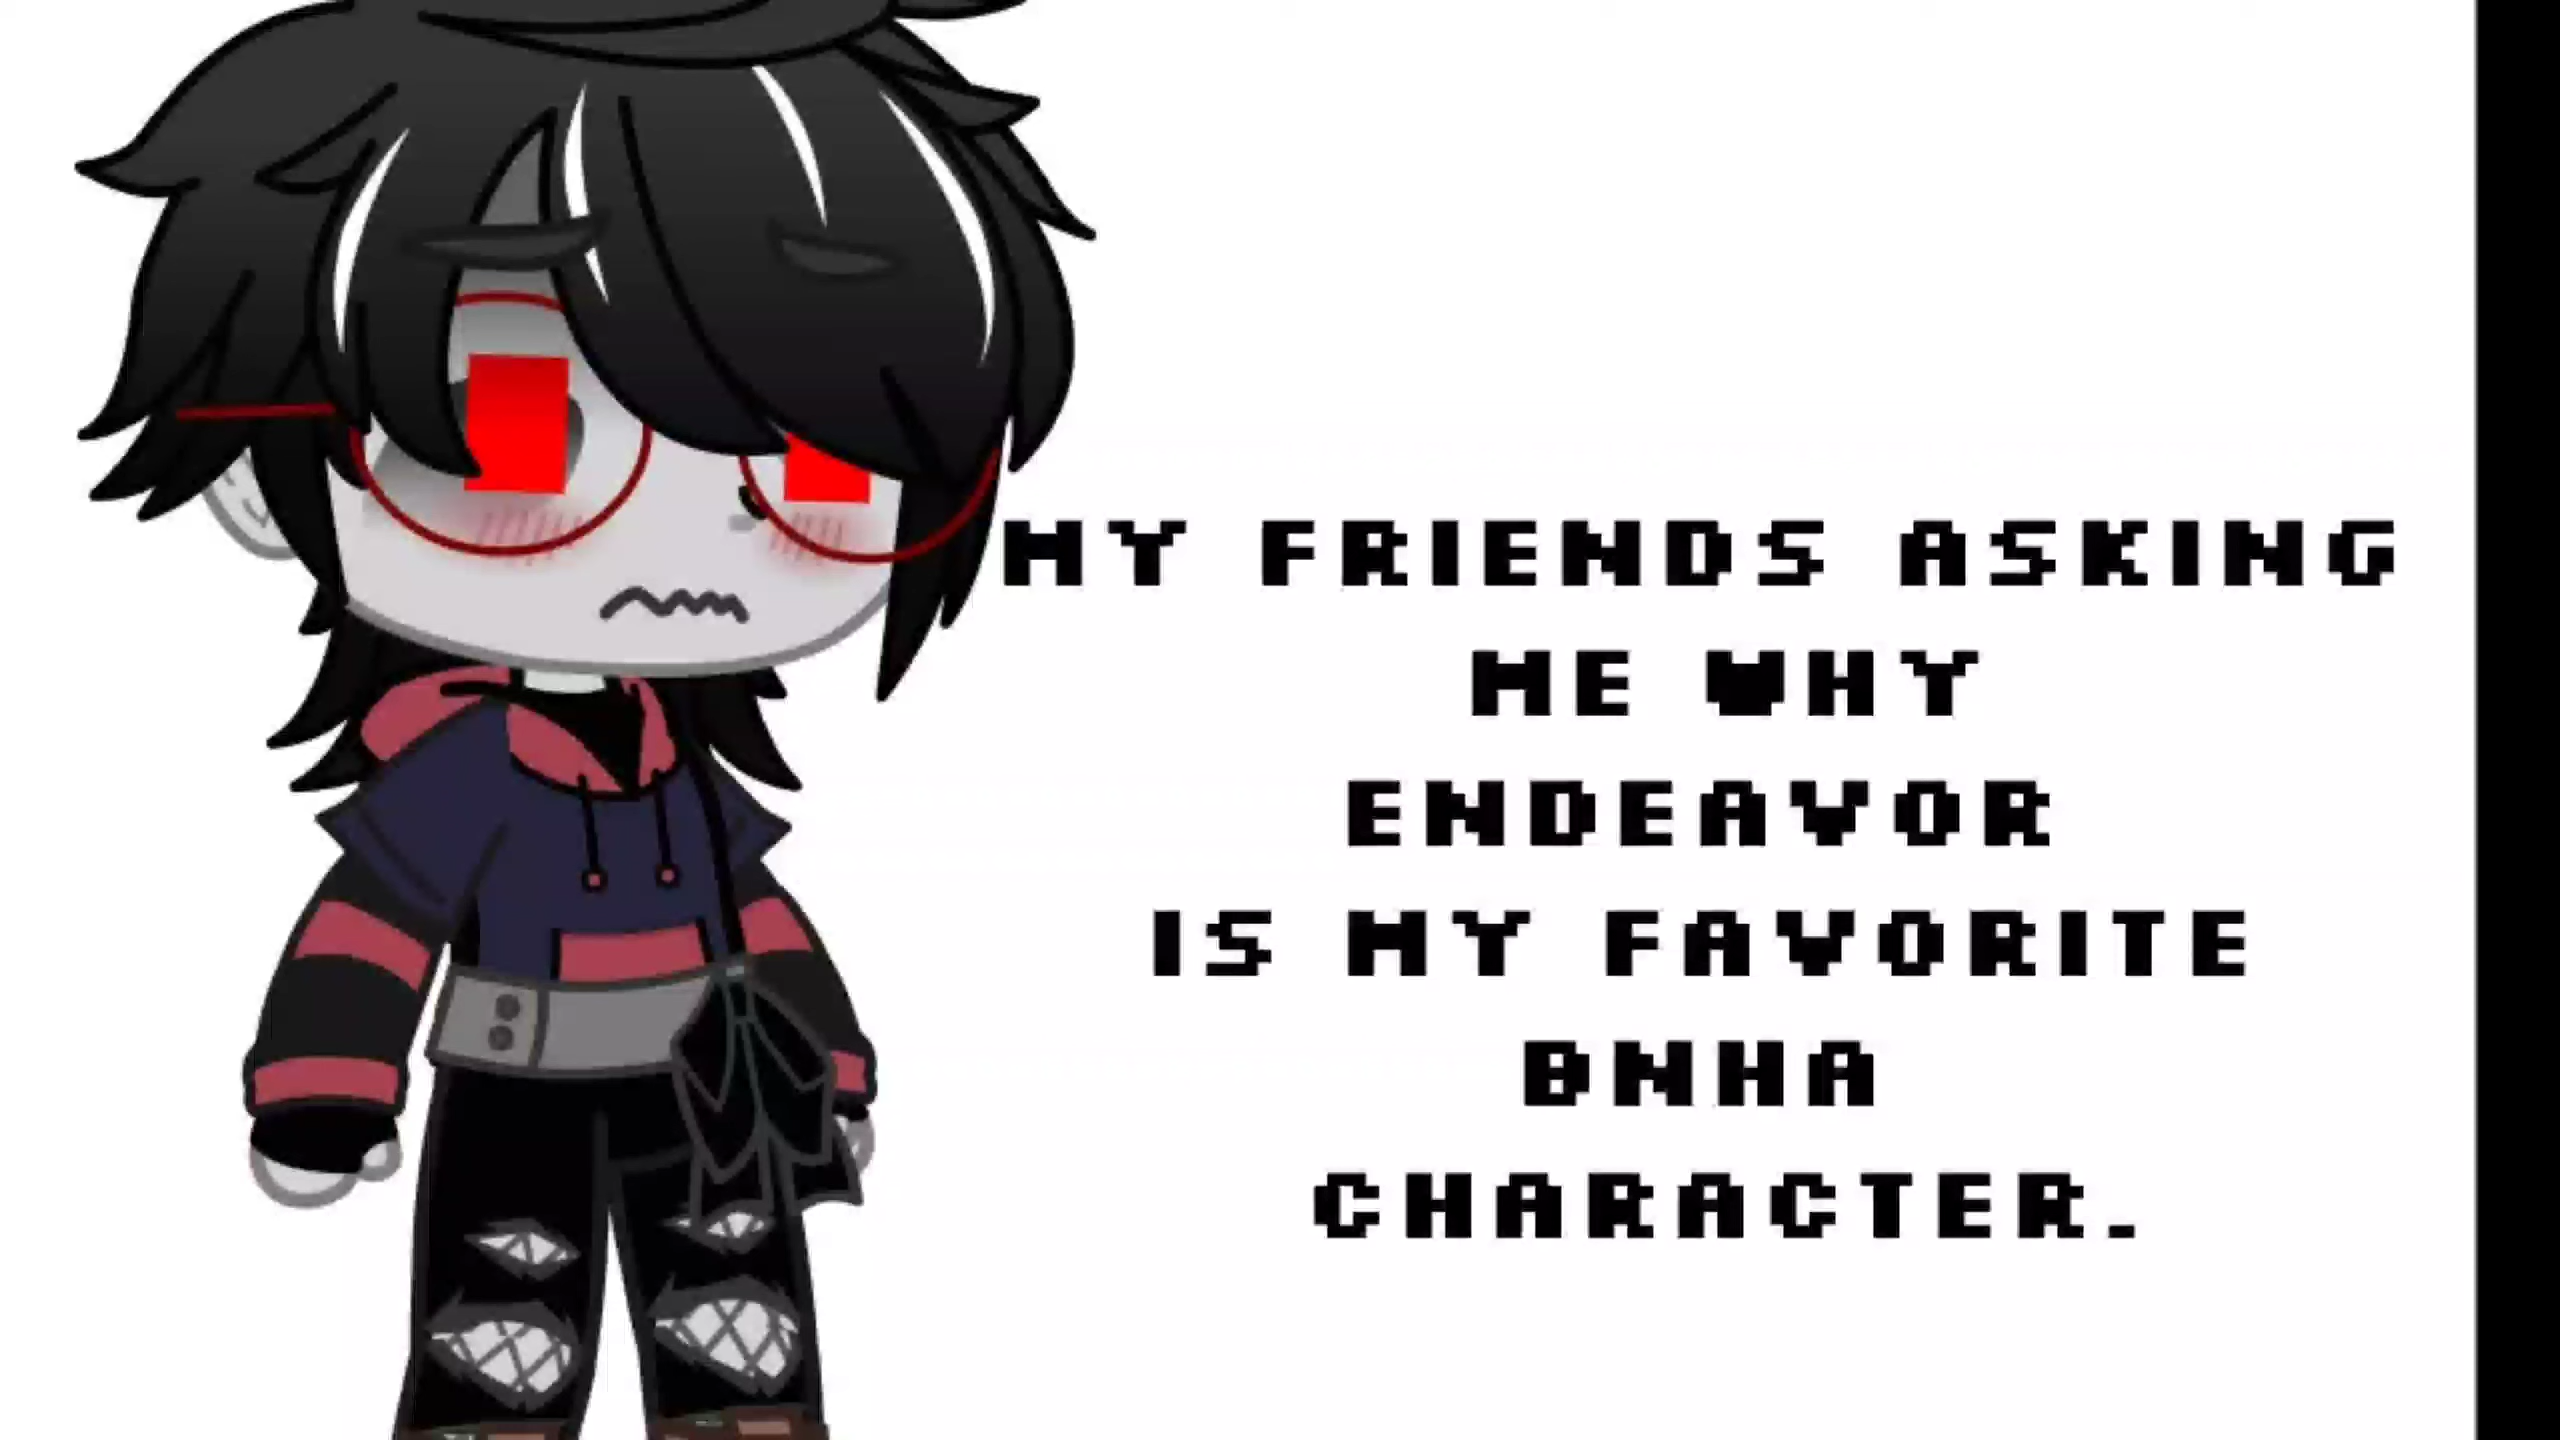 MY FRIENDS ASKING
ME WHY
ENDEAVOR
IS MY FAVORITE
BNHA
CHARACTER.